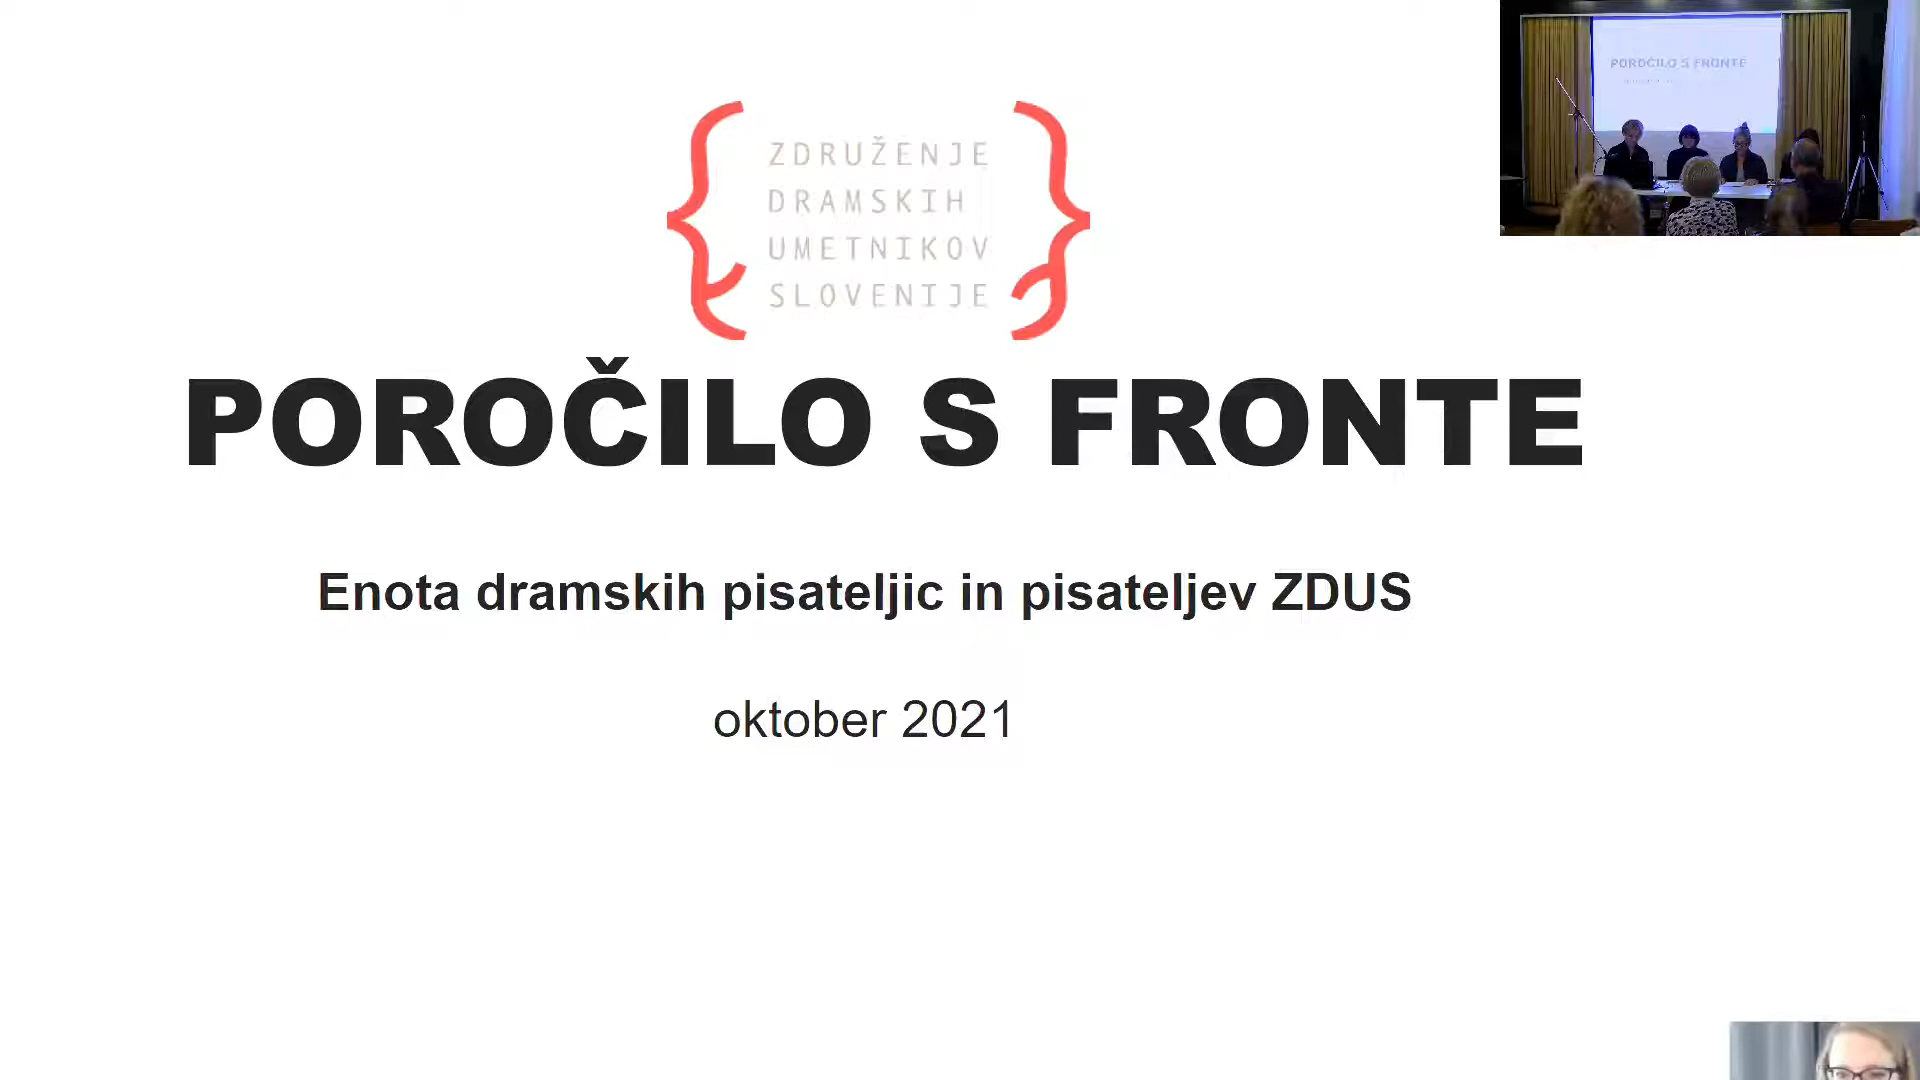 ZDRUŽENJE
DRAMSKIH
UMETNIKOV
SLOVENIJE
POROČILO S FRONTE
Enota dramskih pisateljic in pisateljev ZDUS
oktober 2021
POROČILO S FRONTE